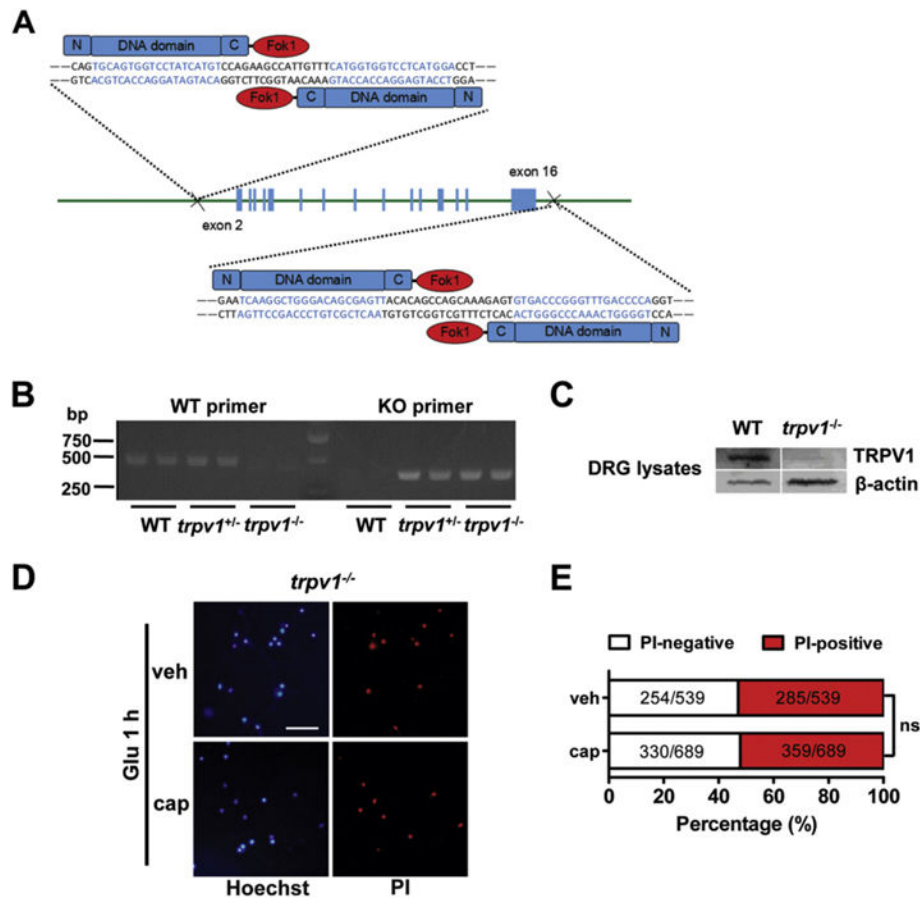 A
N DNA domain C Fok1
CAGTGCAGTGGTCCTATCATGTCCAGAAGCCATTGTTTCATGGTGGTCCTCATGGACCT
GTCACGTCACCAGGATAGTACAGGTCTTCGGTAACAAAGTACCACCAGGAGTACCTGGA
Fok1 C DNA domain N
exon 16
exon 2
N DNA domain C Fok1
GAATCAAGGCTGGGACAGCGAGTTACACAGCCAGCAAAGAGTGTGACCCGGGTTTGACCCCAGGT
CTTAGTTCCGACCCTGTCGCTCAATGTGTCGGTCGTTTCTCACACTGGGCCCAAACTGGGGTCCA
Fok1 C DNA domain N
B
bp WT primer KO primer
750
500
250
WT trpv1+/- trpv1-/- WT trpv1+/- trpv1-/-
C
WT trpv1-/-
DRG lysates TRPV1
β-actin
D
trpv1-/-
Glu 1 h
veh
cap
Hoechst PI
E
PI-negative PI-positive
veh 254/539 285/539
ns
cap 330/689 359/689
0 20 40 60 80 100
Percentage (%)